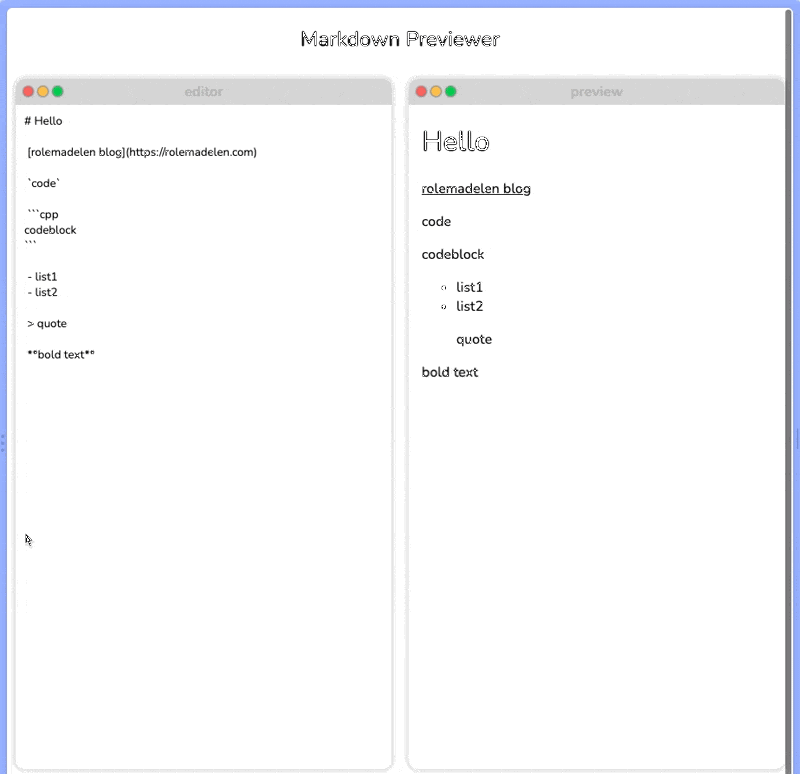 Markdown Previewer
editor
# Hello
[rolemadelen blog](https://rolemadelen.com)
`code`
```cpp
codeblock
```
- list1
- list2
> quote
**bold text**
preview
Hello
rolemadelen blog
code
codeblock
list1
list2
quote
bold text